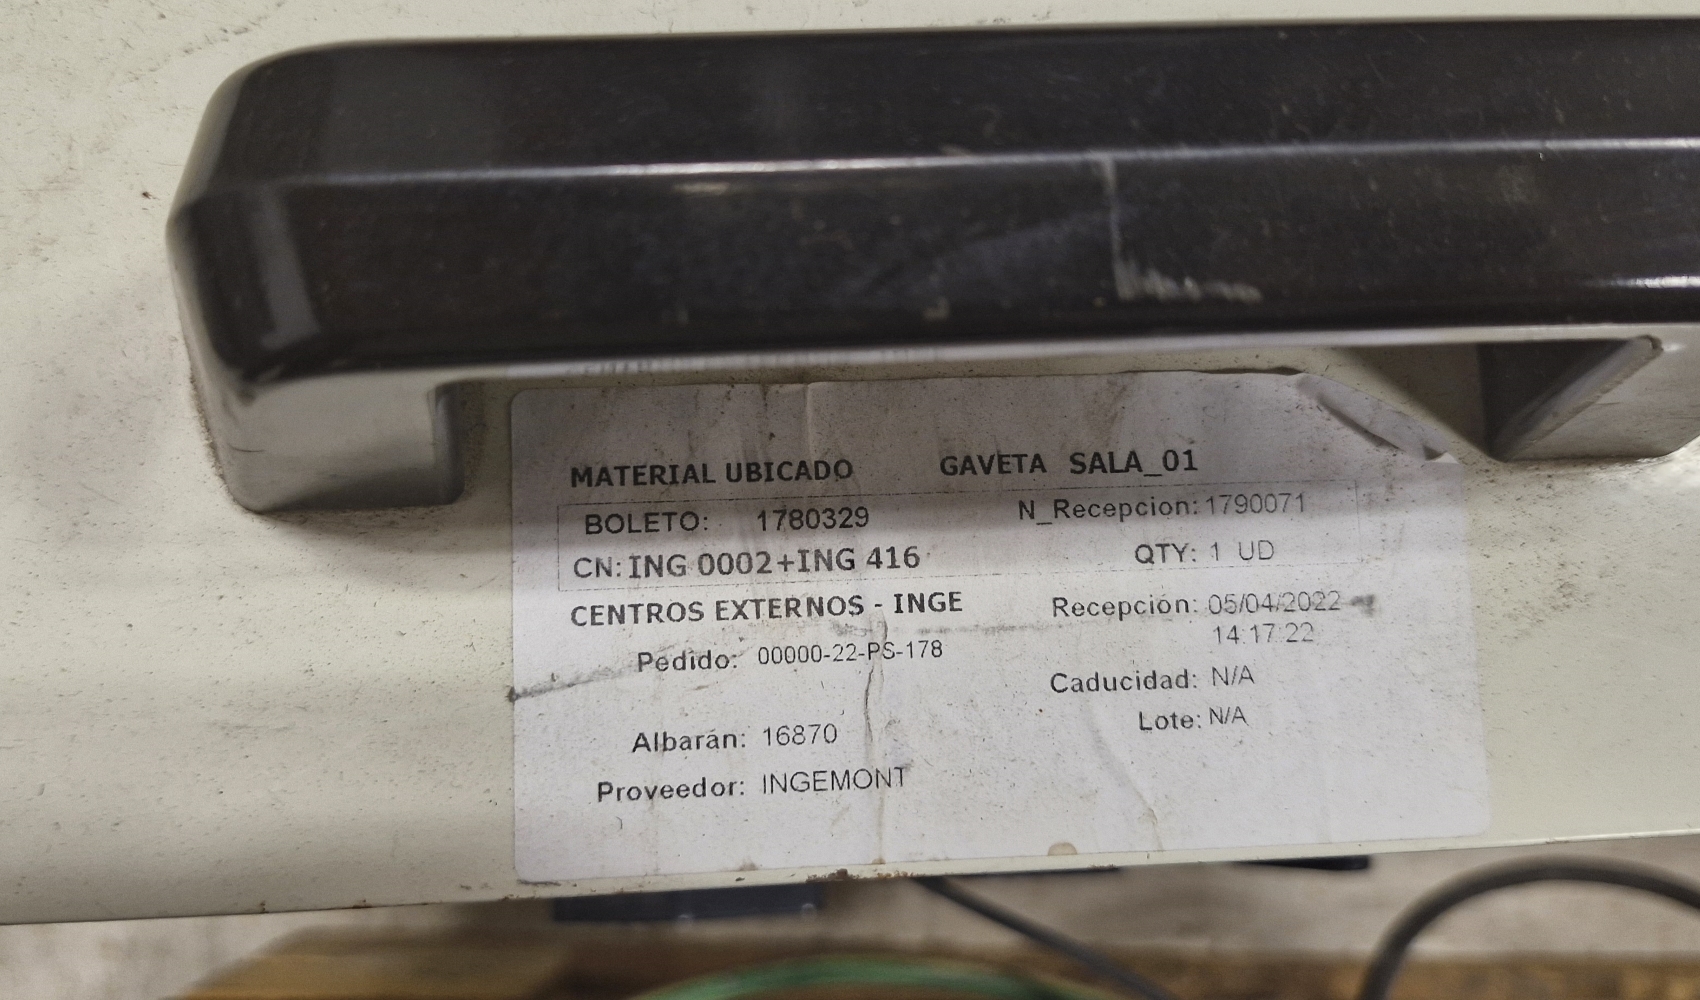 MATERIAL UBICADO GAVETA SALA_01
BOLETO: 1780329 N_Recepcion: 1790071
CN: ING 0002+ING 416 QTY: 1 UD
CENTROS EXTERNOS - INGE Recepción: 05/04/2022
14:17:22
Pedido: 00000-22-PS-178
Caducidad: N/A
Albarán: 16870 Lote: N/A
Proveedor: INGEMONT